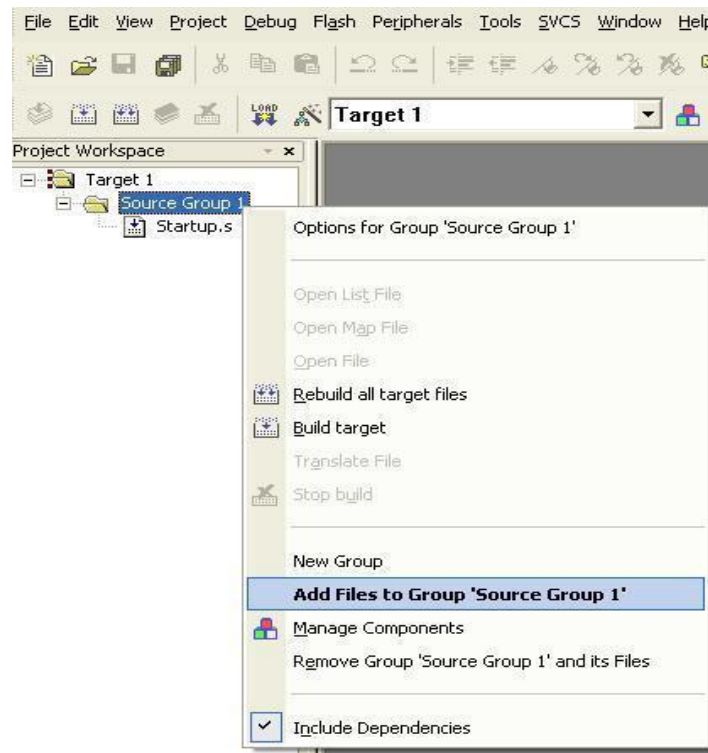 File Edit View Project Debug Flash Peripherals Tools SVCS Window Help
LOAD Target 1
Project Workspace
Target 1
Source Group 1
Startup.s
Options for Group 'Source Group 1'
Open List File
Open Map File
Open File
Rebuild all target files
Build target
Translate File
Stop build
New Group
Add Files to Group 'Source Group 1'
Manage Components
Remove Group 'Source Group 1' and its Files
Include Dependencies